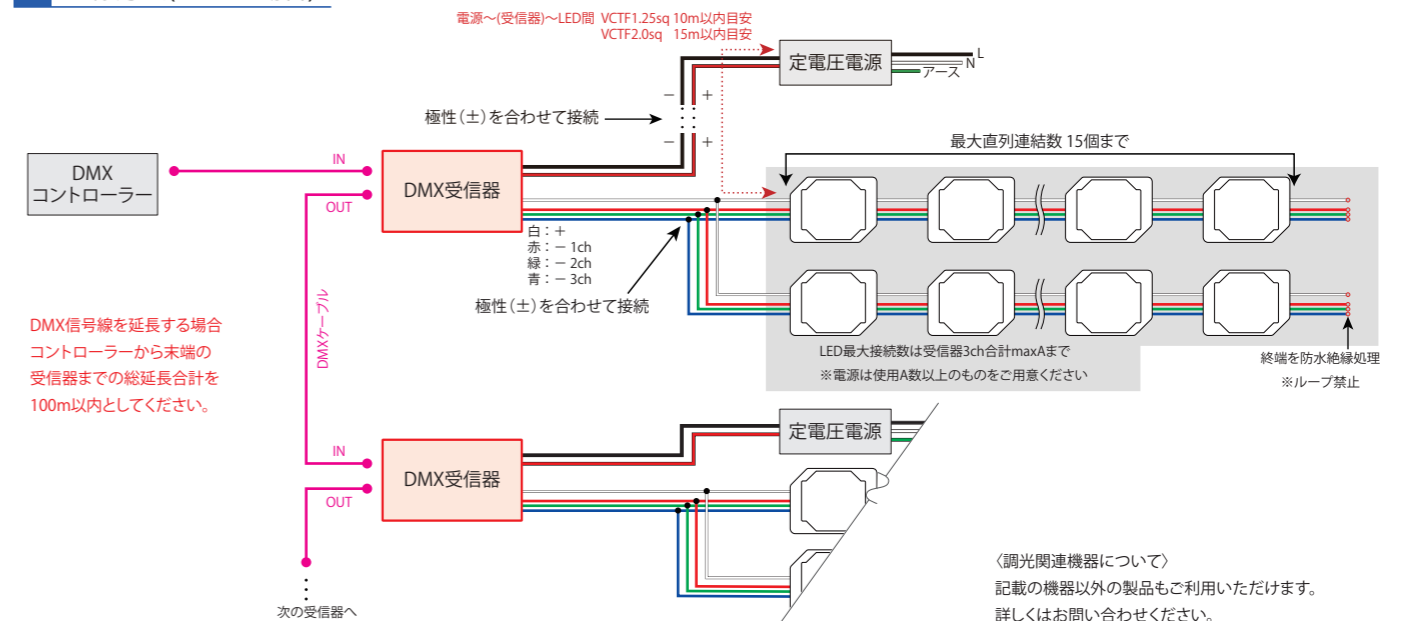 電源～(受信器)～LED間 VCTF1.25sq 10m以内目安
VCTF2.0sq 15m以内目安
定電圧電源
L
N
アース
− +
極性(±)を合わせて接続
− +
最大直列連結数 15個まで
DMX
コントローラー
IN
OUT
DMX受信器
白：＋
赤：− 1ch
緑：− 2ch
青：− 3ch
極性(±)を合わせて接続
DMXケーブル
DMX信号線を延長する場合
コントローラーから末端の
受信器までの総延長合計を
100m以内としてください。
LED最大接続数は受信器3ch合計maxAまで
※電源は使用A数以上のものをご用意ください
終端を防水絶縁処理
※ループ禁止
定電圧電源
IN
OUT
DMX受信器
次の受信器へ
〈調光関連機器について〉
記載の機器以外の製品もご利用いただけます。
詳しくはお問い合わせください。